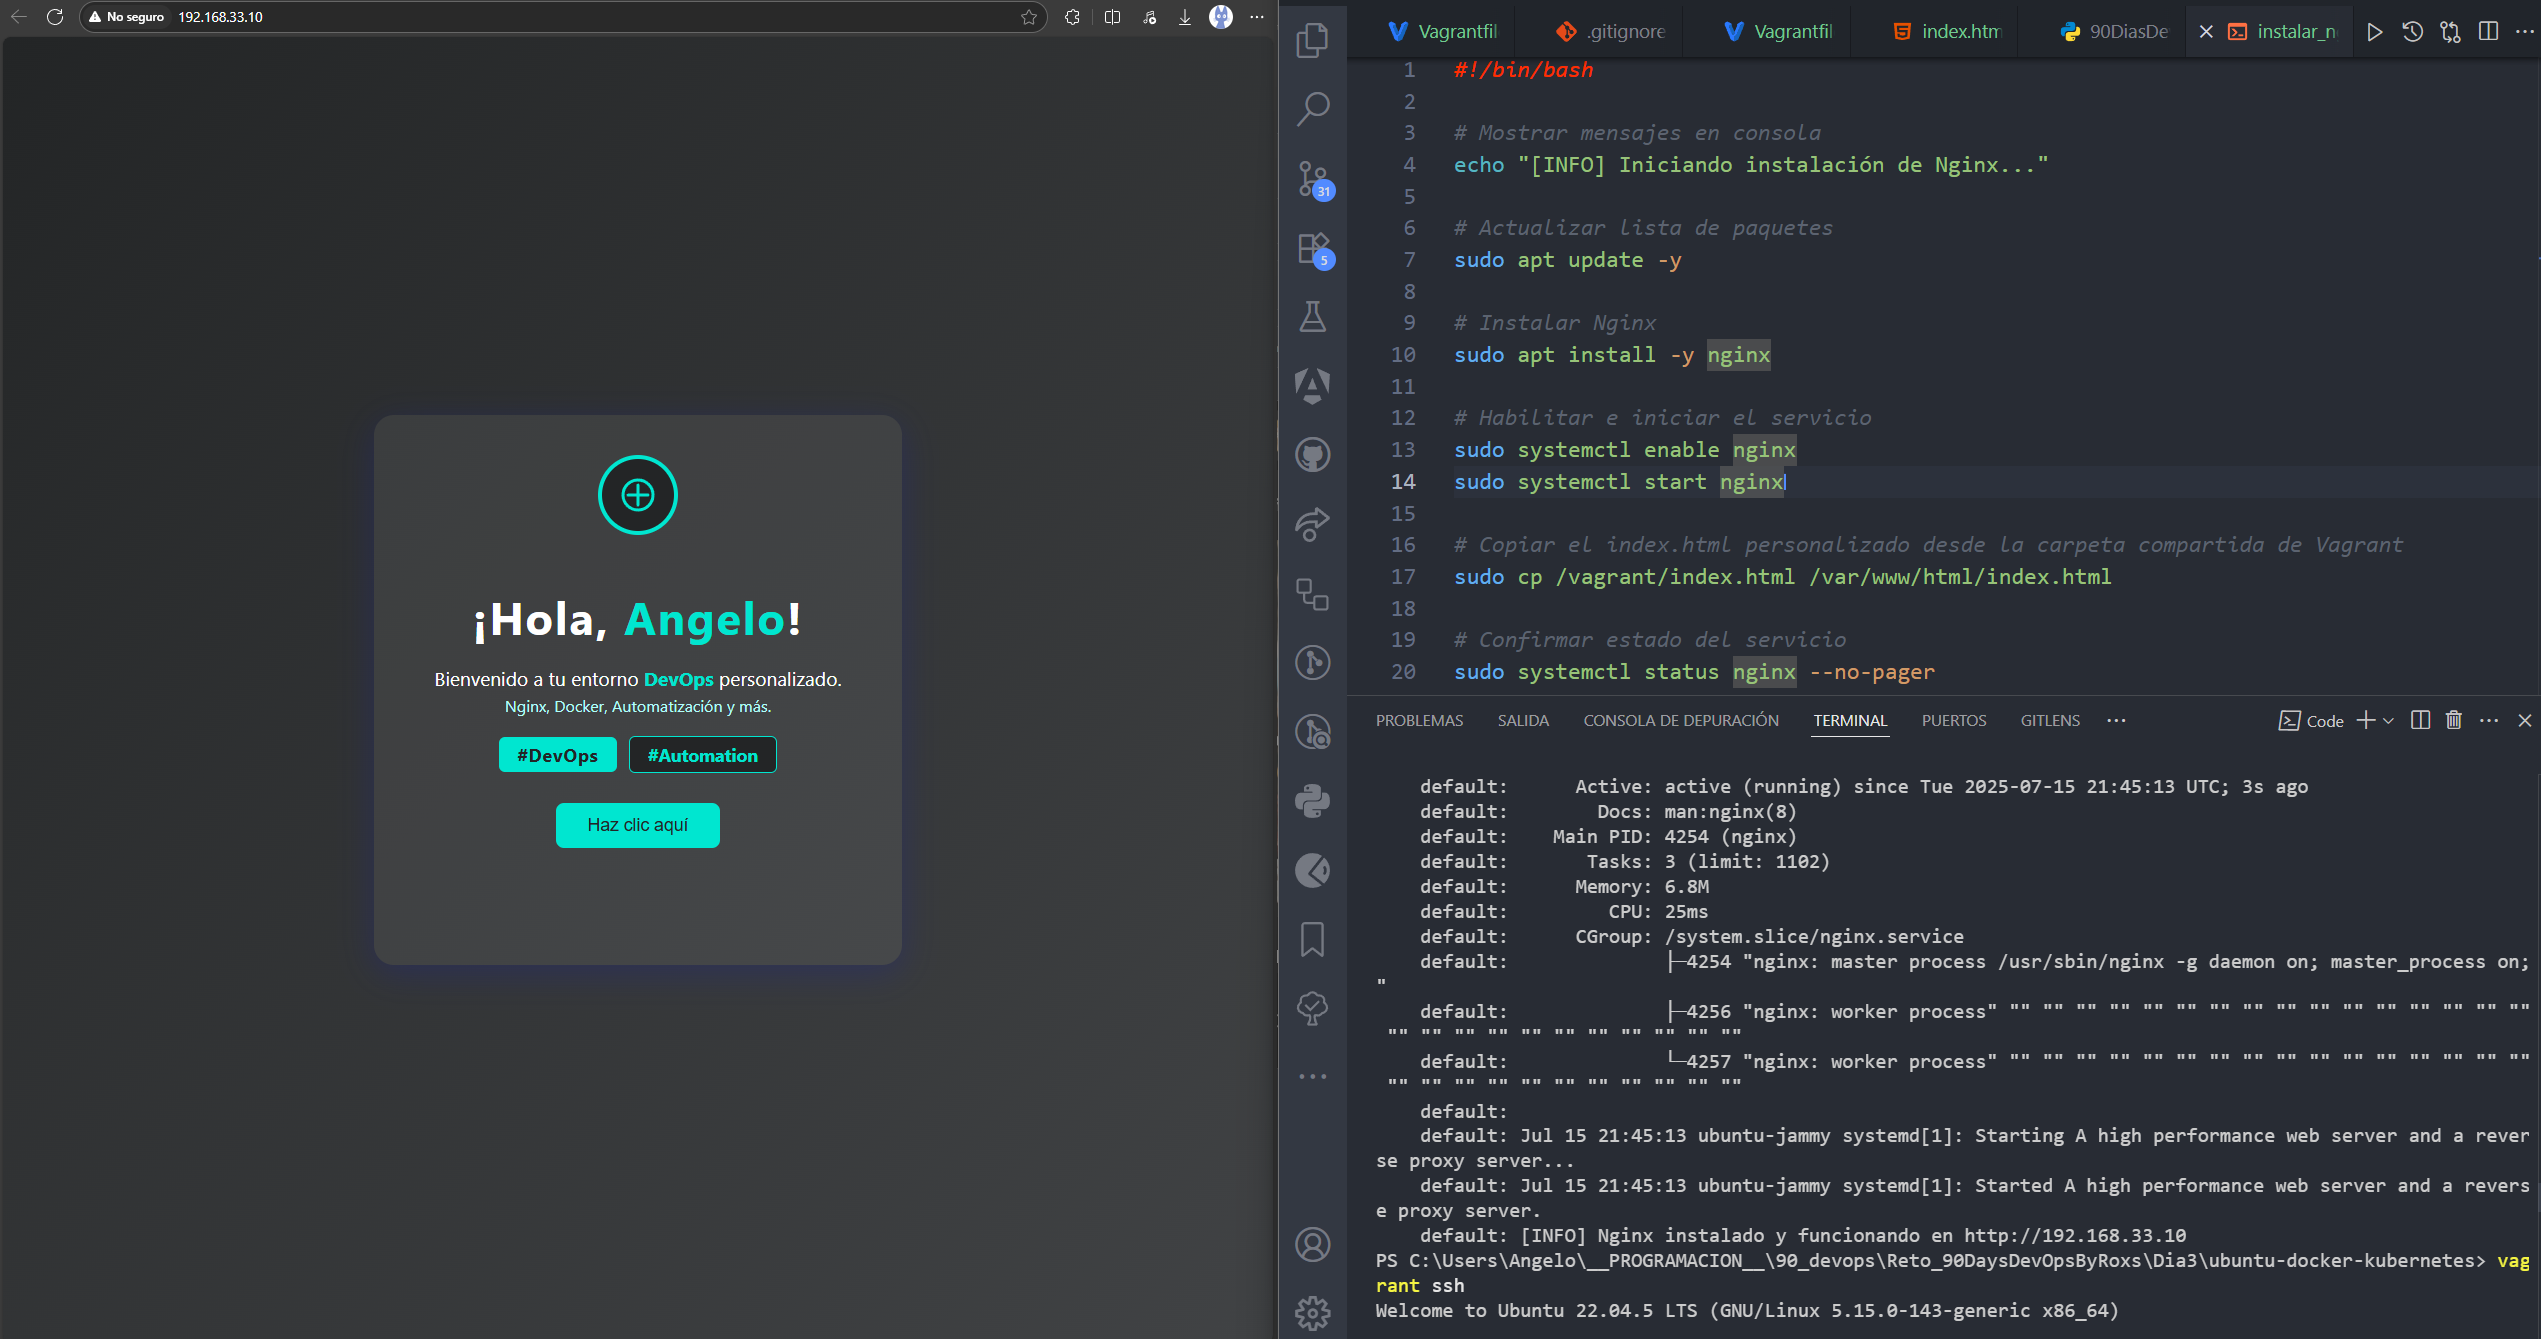 No seguro 192.168.33.10
¡Hola, Angelo!
Bienvenido a tu entorno DevOps personalizado.
Nginx, Docker, Automatización y más.
#DevOps #Automation
Haz clic aquí
Vagrantfil .gitignore Vagrantfil index.htm 90DiasDe instalar_n
31
5
1 #!/bin/bash
2
3 # Mostrar mensajes en consola
4 echo "[INFO] Iniciando instalación de Nginx..."
5
6 # Actualizar lista de paquetes
7 sudo apt update -y
8
9 # Instalar Nginx
10 sudo apt install -y nginx
11
12 # Habilitar e iniciar el servicio
13 sudo systemctl enable nginx
14 sudo systemctl start nginx
15
16 # Copiar el index.html personalizado desde la carpeta compartida de Vagrant
17 sudo cp /vagrant/index.html /var/www/html/index.html
18
19 # Confirmar estado del servicio
20 sudo systemctl status nginx --no-pager
PROBLEMAS SALIDA CONSOLA DE DEPURACIÓN TERMINAL PUERTOS GITLENS Code
default: Active: active (running) since Tue 2025-07-15 21:45:13 UTC; 3s ago
default: Docs: man:nginx(8)
default: Main PID: 4254 (nginx)
default: Tasks: 3 (limit: 1102)
default: Memory: 6.8M
default: CPU: 25ms
default: CGroup: /system.slice/nginx.service
default: ├─4254 "nginx: master process /usr/sbin/nginx -g daemon on; master_process on;
"
default: ├─4256 "nginx: worker process" "" "" "" "" "" "" "" "" "" "" "" "" "" "" "" ""
"" "" "" "" "" "" "" "" "" "" ""
default: └─4257 "nginx: worker process" "" "" "" "" "" "" "" "" "" "" "" "" "" "" "" ""
"" "" "" "" "" "" "" "" "" "" ""
default:
default: Jul 15 21:45:13 ubuntu-jammy systemd[1]: Starting A high performance web server and a rever
se proxy server...
default: Jul 15 21:45:13 ubuntu-jammy systemd[1]: Started A high performance web server and a revers
e proxy server.
default: [INFO] Nginx instalado y funcionando en http://192.168.33.10
PS C:\Users\Angelo\__PROGRAMACION__\90_devops\Reto_90DaysDevOpsByRoxs\Dia3\ubuntu-docker-kubernetes> vag
rant ssh
Welcome to Ubuntu 22.04.5 LTS (GNU/Linux 5.15.0-143-generic x86_64)